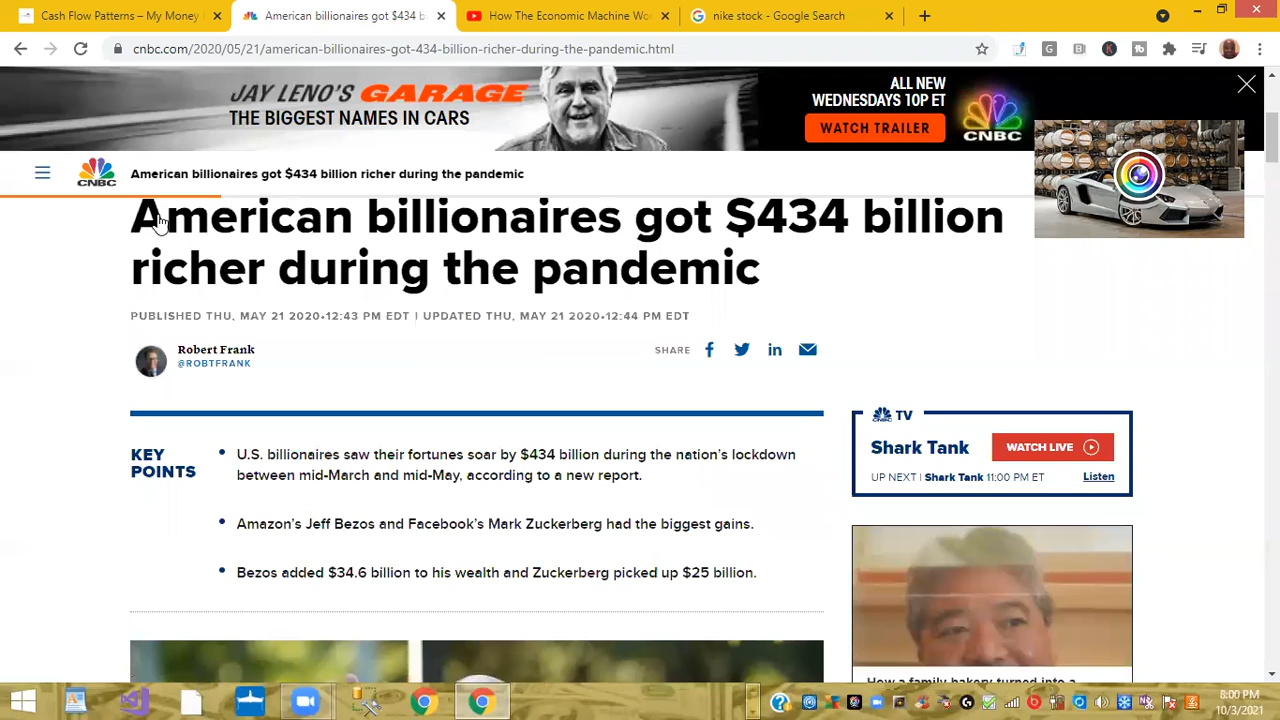 Cash Flow Patterns – My Money
American billionaires got $434 b
How The Economic Machine Wo
nike stock - Google Search
cnbc.com/2020/05/21/american-billionaires-got-434-billion-richer-during-the-pandemic.html
JAY LENO'S GARAGE
THE BIGGEST NAMES IN CARS
ALL NEW
WEDNESDAYS 10P ET
WATCH TRAILER
CNBC
CNBC
American billionaires got $434 billion richer during the pandemic
American billionaires got $434 billion
richer during the pandemic
PUBLISHED THU, MAY 21 2020•12:43 PM EDT | UPDATED THU, MAY 21 2020•12:44 PM EDT
Robert Frank
@ROBTFRANK
SHARE
KEY
POINTS
U.S. billionaires saw their fortunes soar by $434 billion during the nation's lockdown
between mid-March and mid-May, according to a new report.
Amazon's Jeff Bezos and Facebook's Mark Zuckerberg had the biggest gains.
Bezos added $34.6 billion to his wealth and Zuckerberg picked up $25 billion.
CNBC TV
Shark Tank
WATCH LIVE
UP NEXT | Shark Tank 11:00 PM ET
Listen
How a family bakery turned into a
8:00 PM
10/3/2021